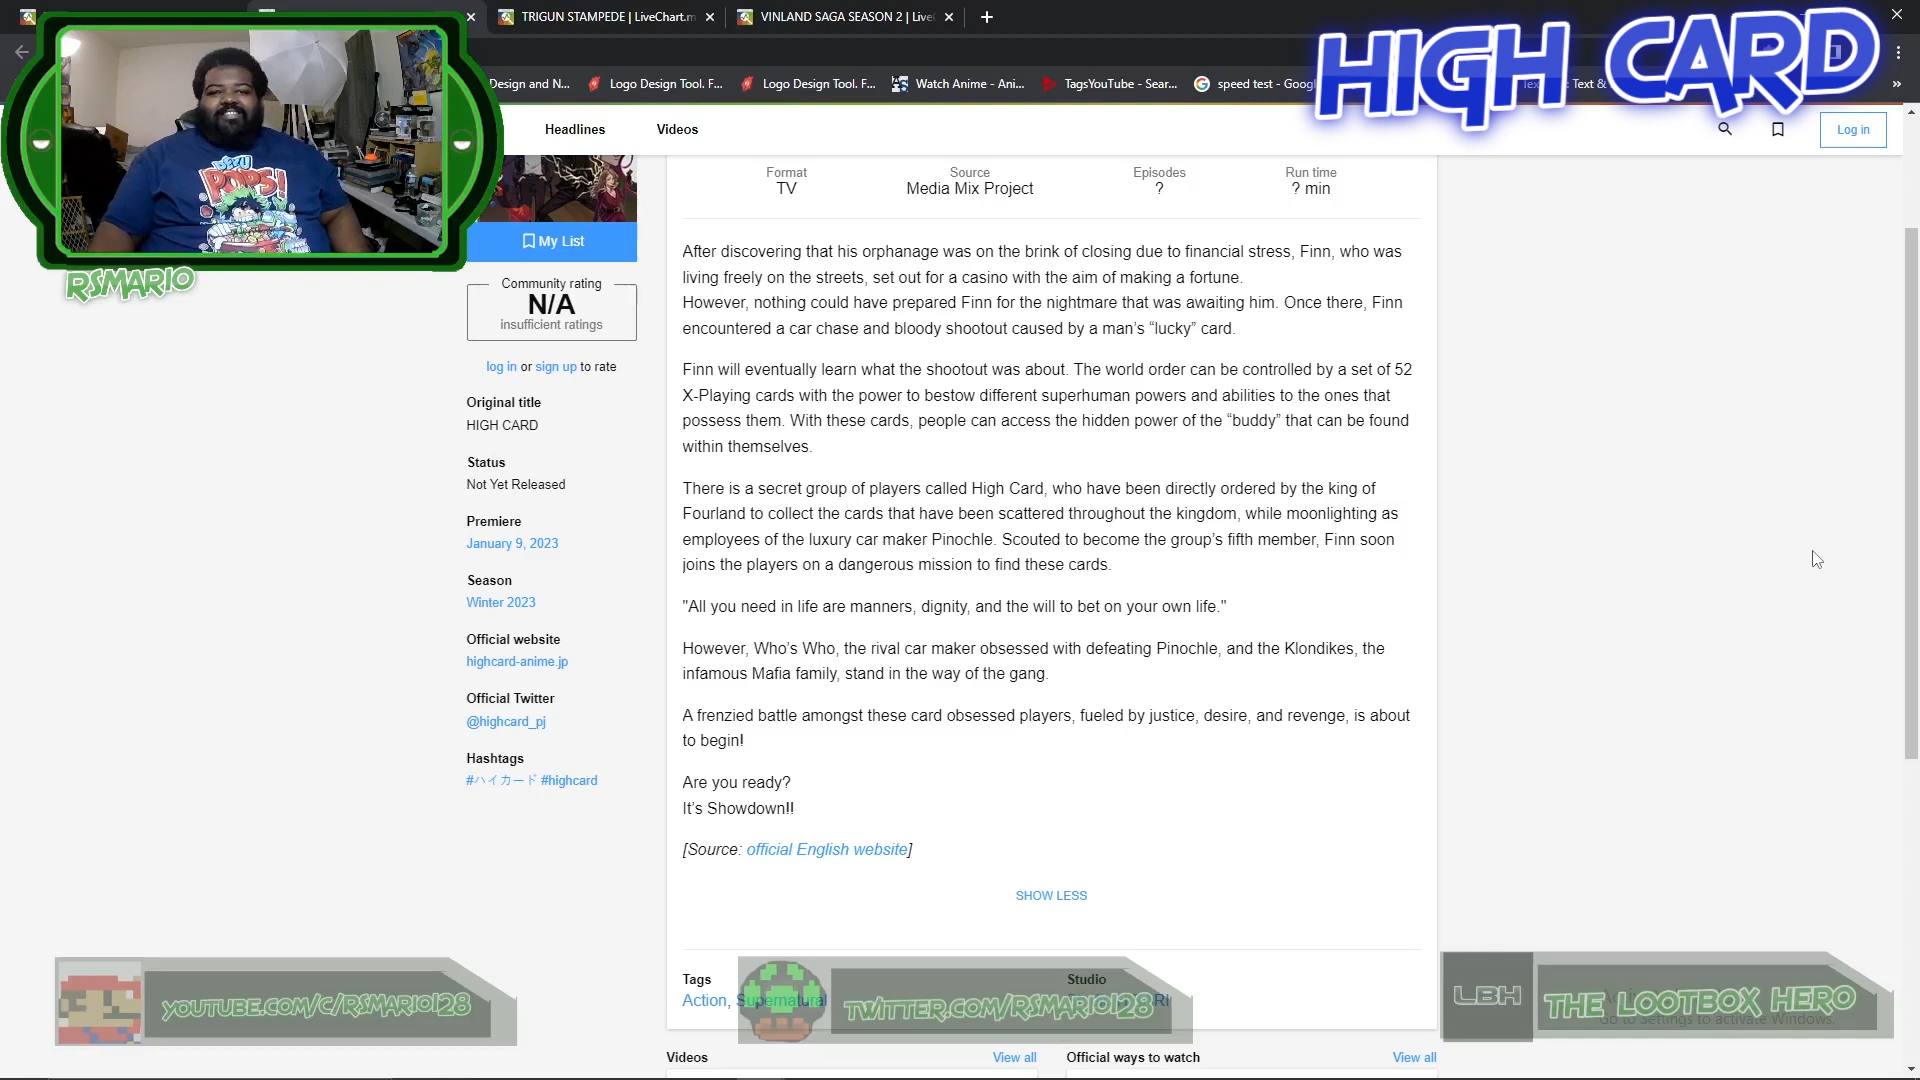 TRIGUN STAMPEDE | LiveChart.m
VINLAND SAGA SEASON 2 | Live
HIGH CARD
Design and N...
Logo Design Tool. F...
Logo Design Tool. F...
Watch Anime - Ani...
TagsYouTube - Sear...
speed test - Googl
Text &
Headlines
Videos
Log in
DEKU
POPS!
RSMARIO
Format
TV
Source
Media Mix Project
Episodes
?
Run time
? min
My List
Community rating
N/A
insufficient ratings
log in or sign up to rate
Original title
HIGH CARD
Status
Not Yet Released
Premiere
January 9, 2023
Season
Winter 2023
Official website
highcard-anime.jp
Official Twitter
@highcard_pj
Hashtags
#ハイカード #highcard
After discovering that his orphanage was on the brink of closing due to financial stress, Finn, who was
living freely on the streets, set out for a casino with the aim of making a fortune.
However, nothing could have prepared Finn for the nightmare that was awaiting him. Once there, Finn
encountered a car chase and bloody shootout caused by a man’s “lucky” card.
Finn will eventually learn what the shootout was about. The world order can be controlled by a set of 52
X-Playing cards with the power to bestow different superhuman powers and abilities to the ones that
possess them. With these cards, people can access the hidden power of the “buddy” that can be found
within themselves.
There is a secret group of players called High Card, who have been directly ordered by the king of
Fourland to collect the cards that have been scattered throughout the kingdom, while moonlighting as
employees of the luxury car maker Pinochle. Scouted to become the group’s fifth member, Finn soon
joins the players on a dangerous mission to find these cards.
"All you need in life are manners, dignity, and the will to bet on your own life."
However, Who’s Who, the rival car maker obsessed with defeating Pinochle, and the Klondikes, the
infamous Mafia family, stand in the way of the gang.
A frenzied battle amongst these card obsessed players, fueled by justice, desire, and revenge, is about
to begin!
Are you ready?
It’s Showdown!!
[Source: official English website]
SHOW LESS
Tags
Action, Supernatural
Studio
YOUTUBE.COM/C/RSMARIO128
TWITTER.COM/RSMARIO128
LBH
THE LOOTBOX HERO
Go to Settings to activate Windows.
Videos
View all
Official ways to watch
View all